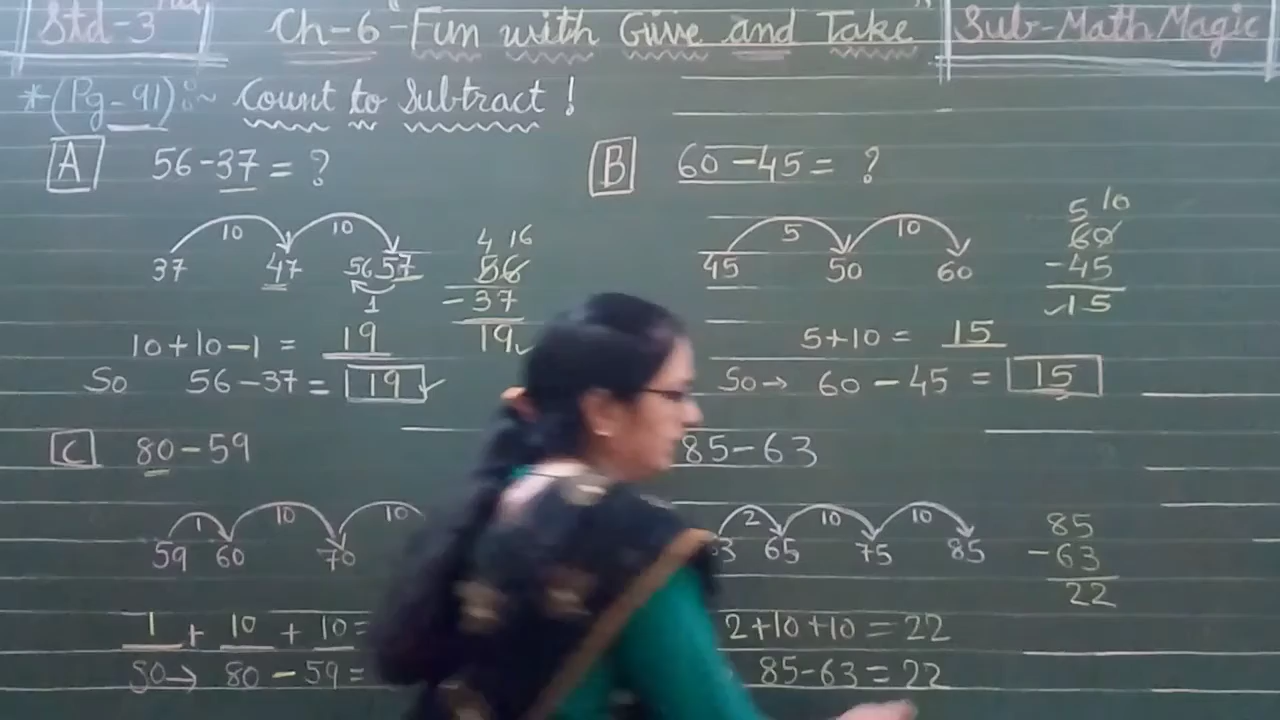 Std-3rd Ch-6 "Fun with Give and Take" Sub-Math Magic
*(Pg-91):~ Count to Subtract!
A 56-37=?
10 10
37 47 56 57
1
4 16
56
-37
19
10+10-1 = 19
So 56-37= 19
B 60-45= ?
5 10
45 50 60
5 10
60
-45
15
5+10 = 15
So→ 60-45 = 15
C 80-59
1 10 10
59 60 70
1 + 10 + 10=
So→ 80-59=
85-63
2 10 10
65 75 85
85
-63
22
2+10+10=22
85-63=22